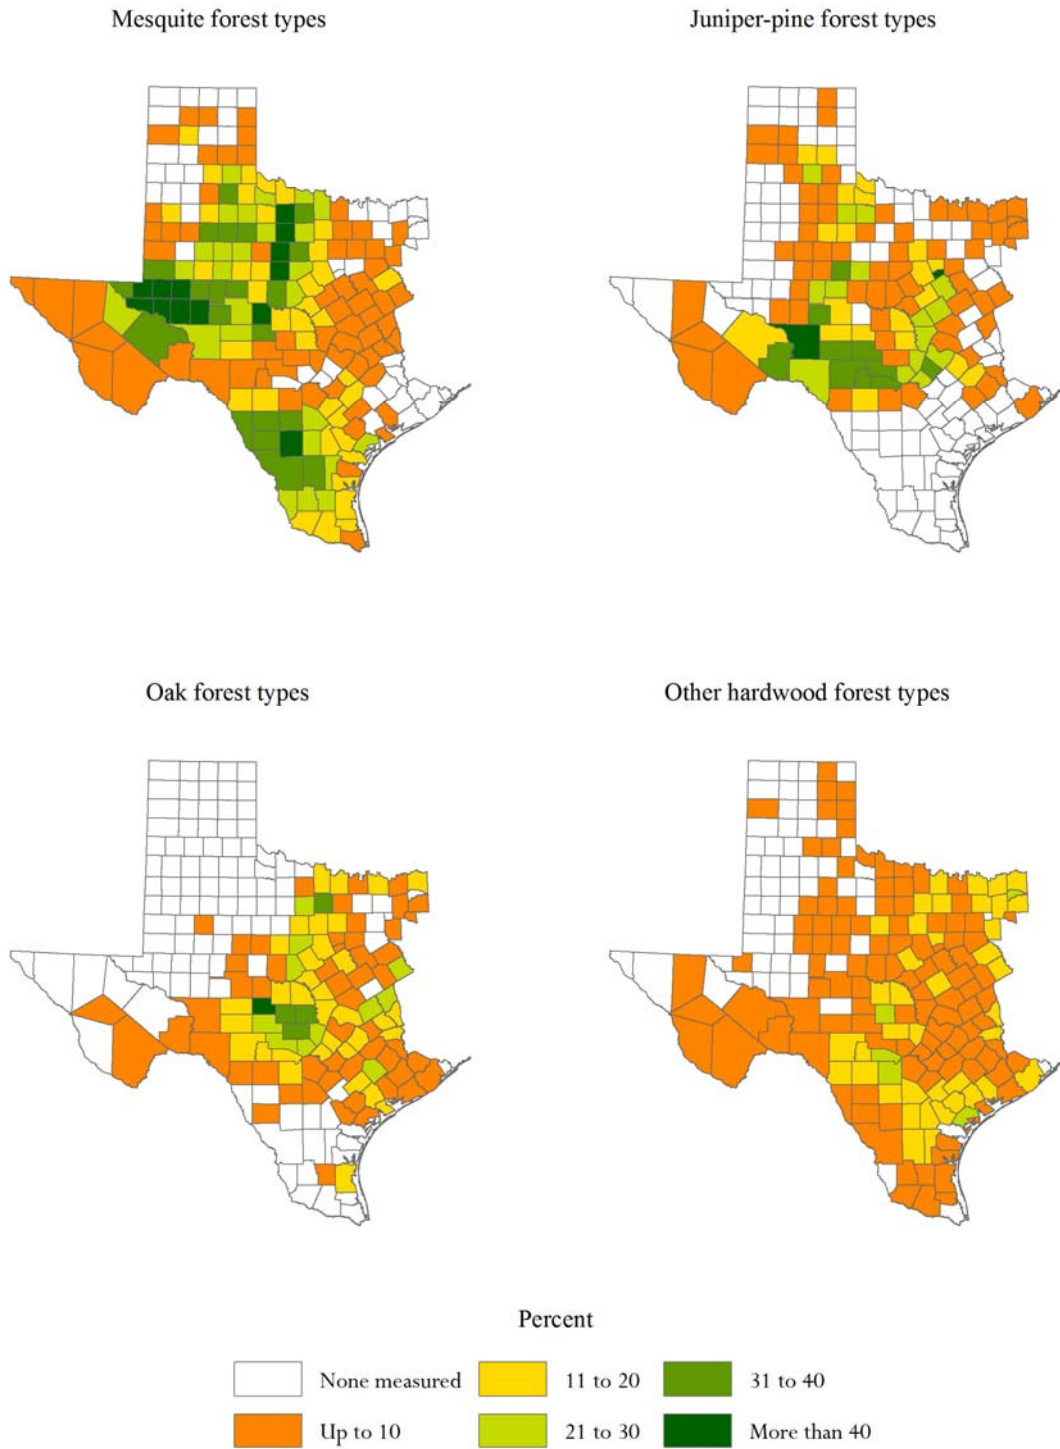 Mesquite forest types
Juniper-pine forest types
Oak forest types
Other hardwood forest types
Percent
None measured
11 to 20
31 to 40
Up to 10
21 to 30
More than 40